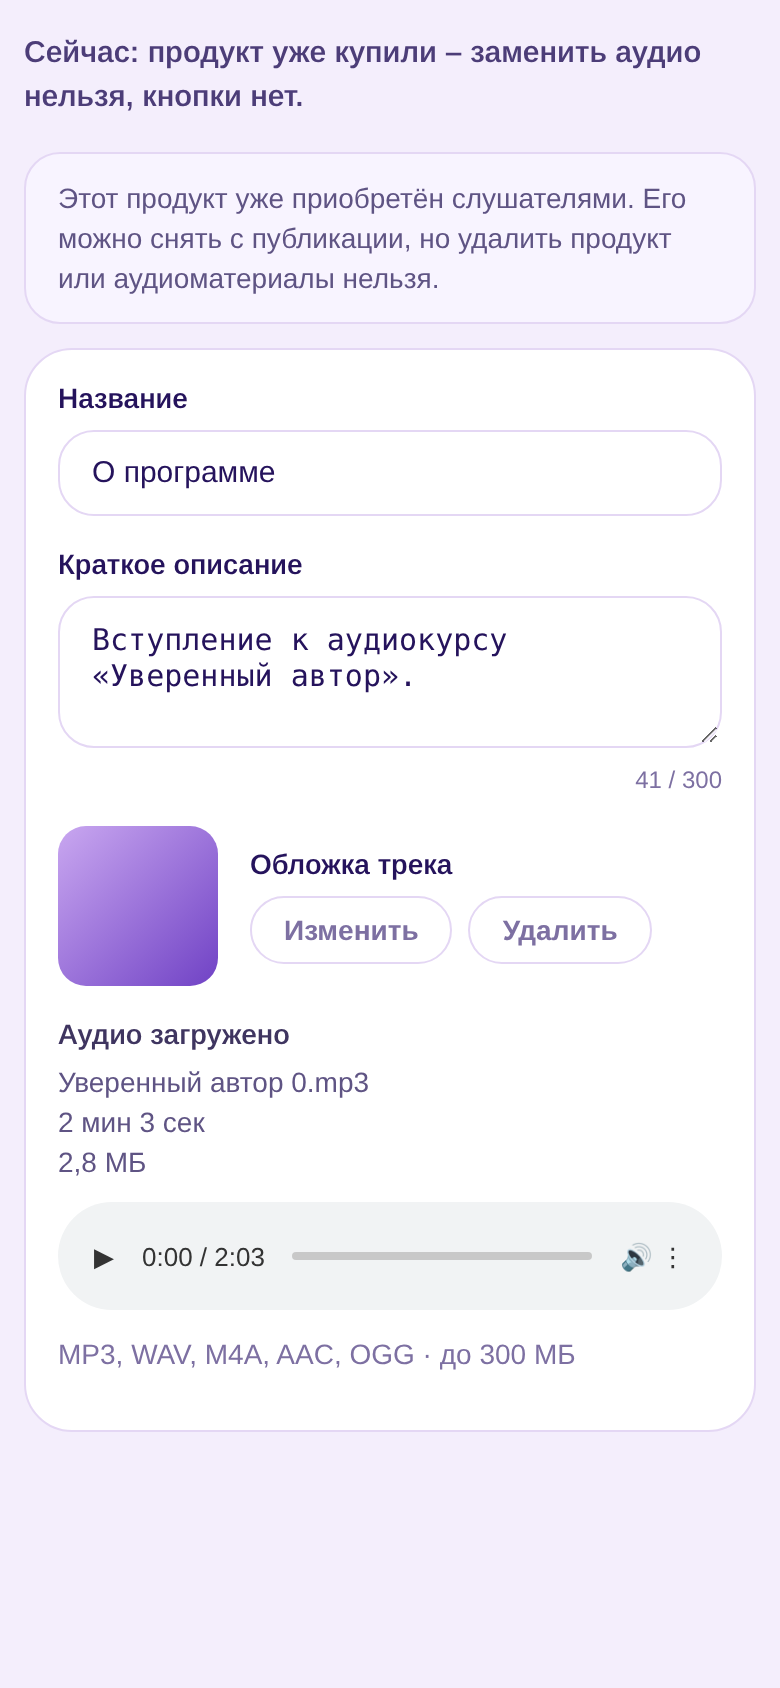 Сейчас: продукт уже купили – заменить аудио
нельзя, кнопки нет.
Этот продукт уже приобретён слушателями. Его
можно снять с публикации, но удалить продукт
или аудиоматериалы нельзя.
Название
О программе
Краткое описание
Вступление к аудиокурсу
«Уверенный автор».
41 / 300
Обложка трека
Изменить Удалить
Аудио загружено
Уверенный автор 0.mp3
2 мин 3 сек
2,8 МБ
0:00 / 2:03
MP3, WAV, M4A, AAC, OGG · до 300 МБ